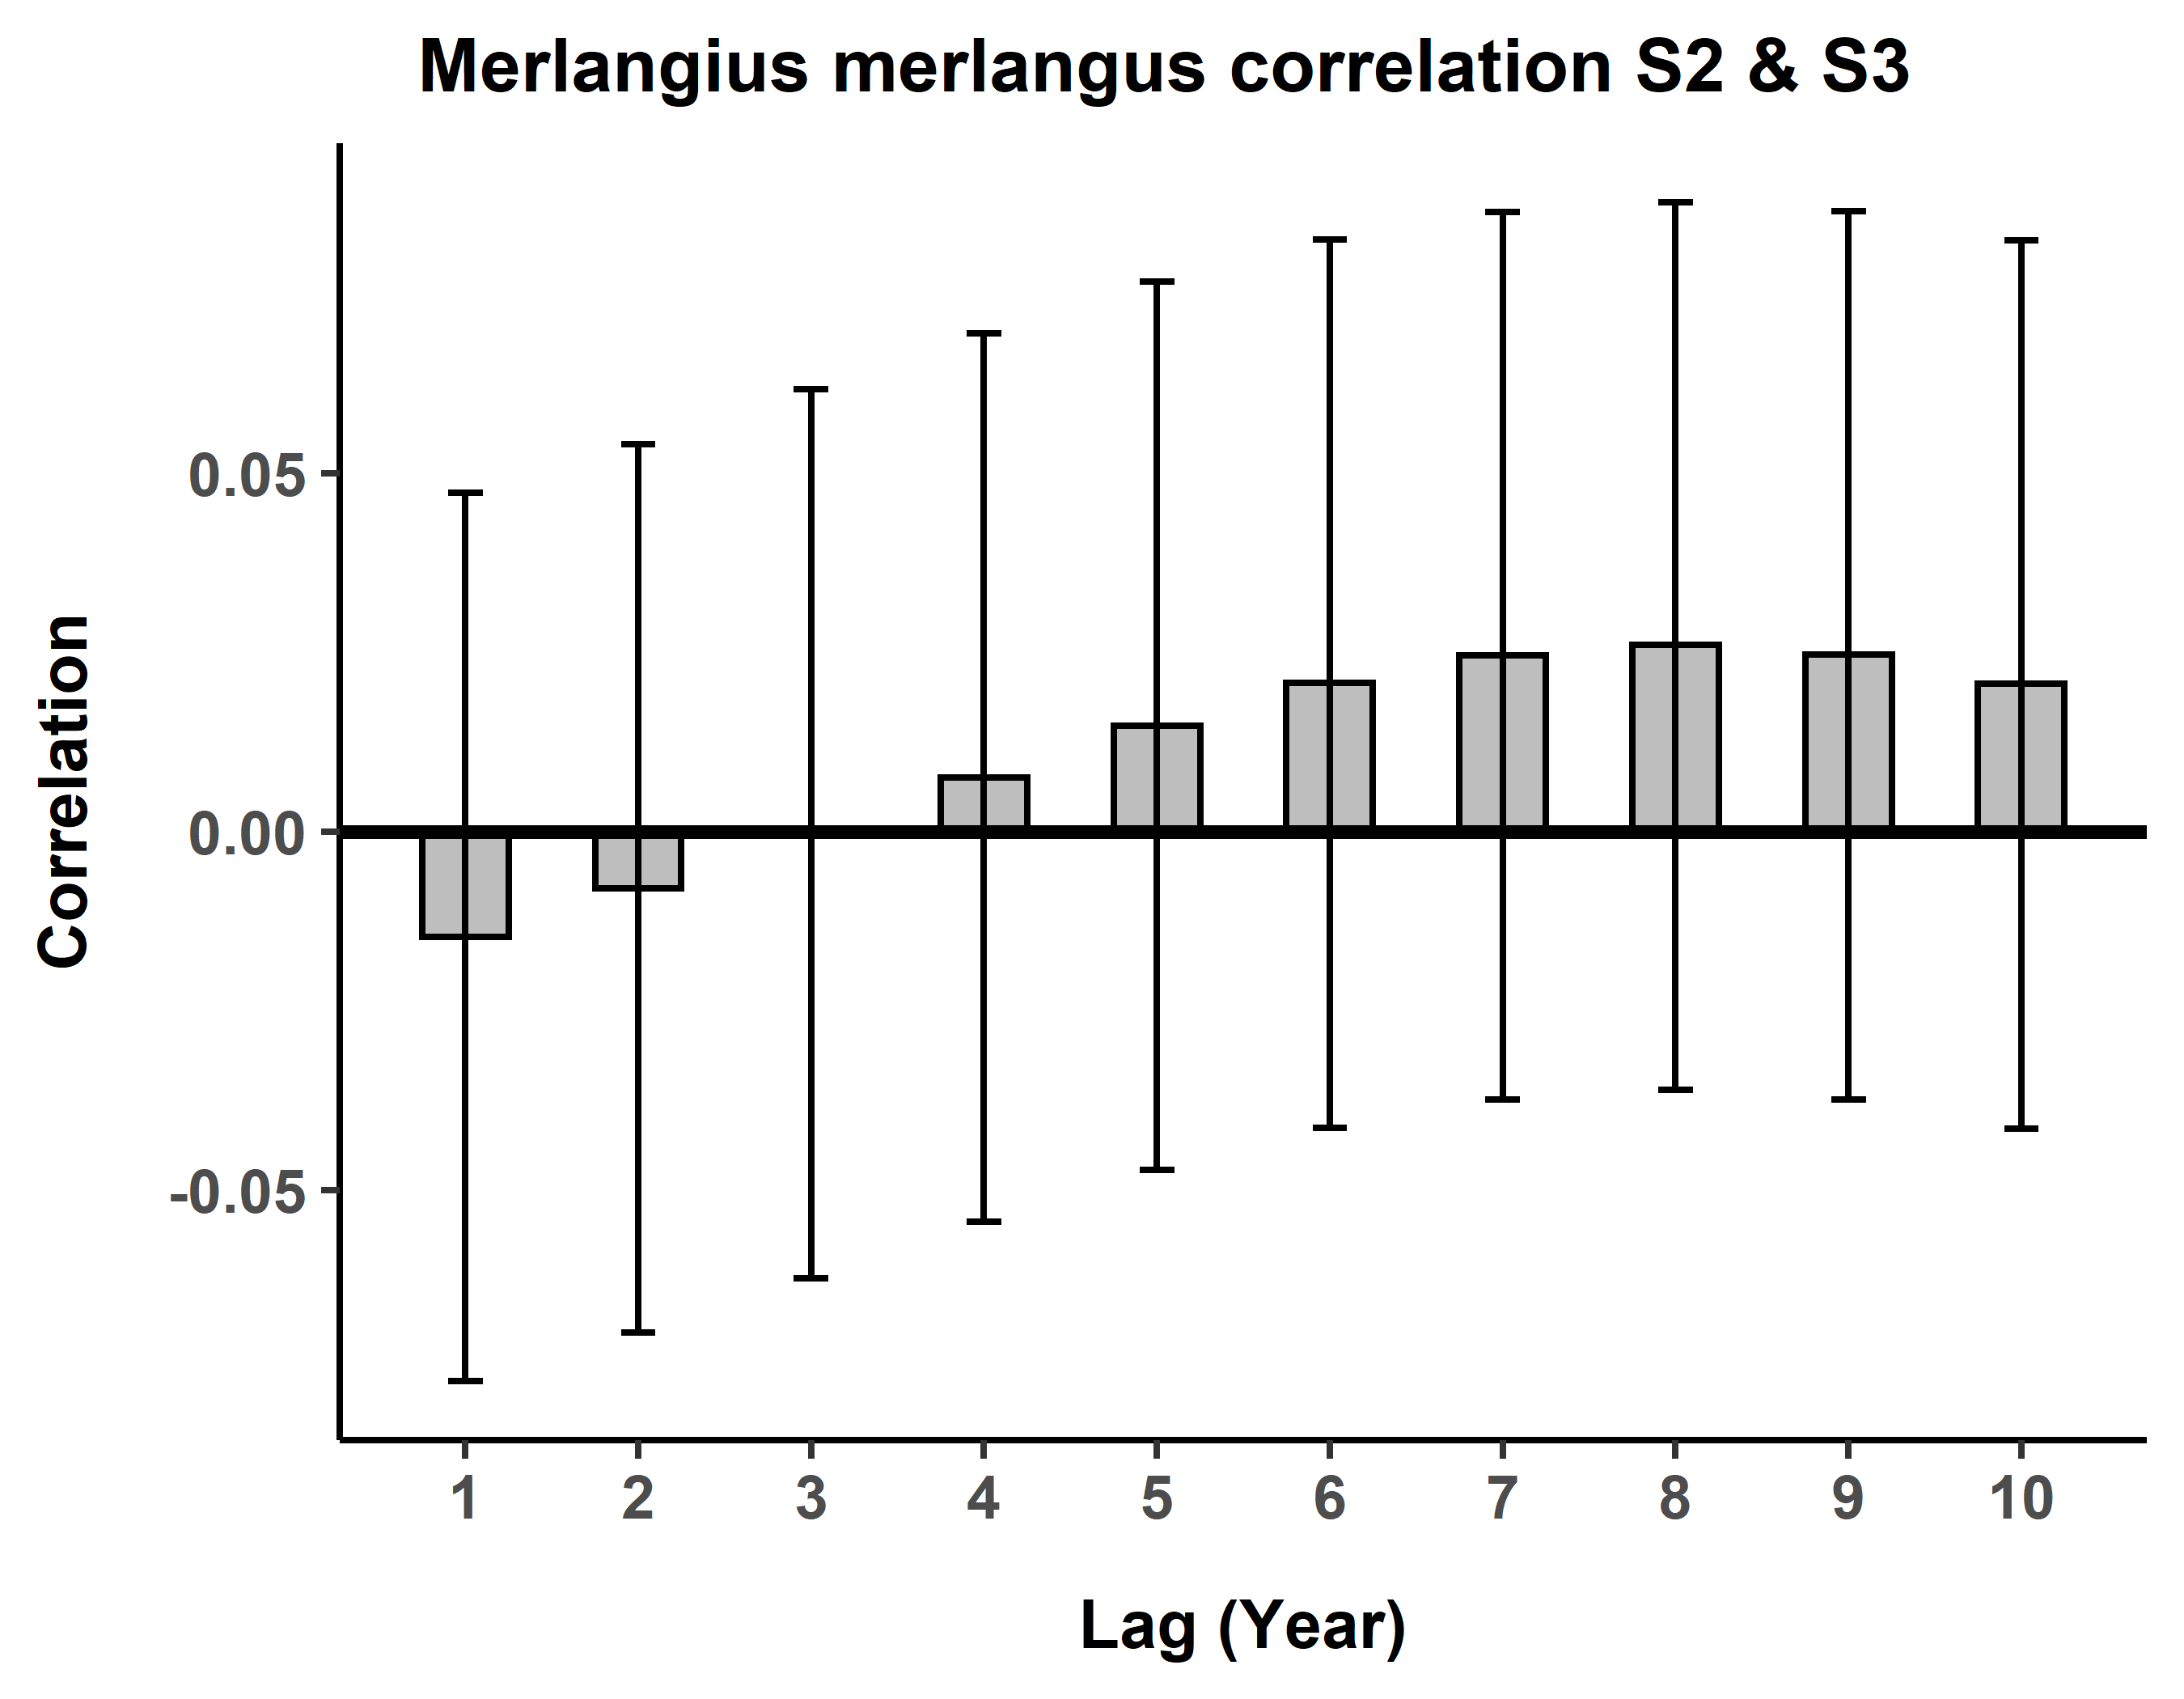 Merlangius merlangus correlation S2 & S3
Correlation
0.05
0.00
-0.05
1 2 3 4 5 6 7 8 9 10
Lag (Year)